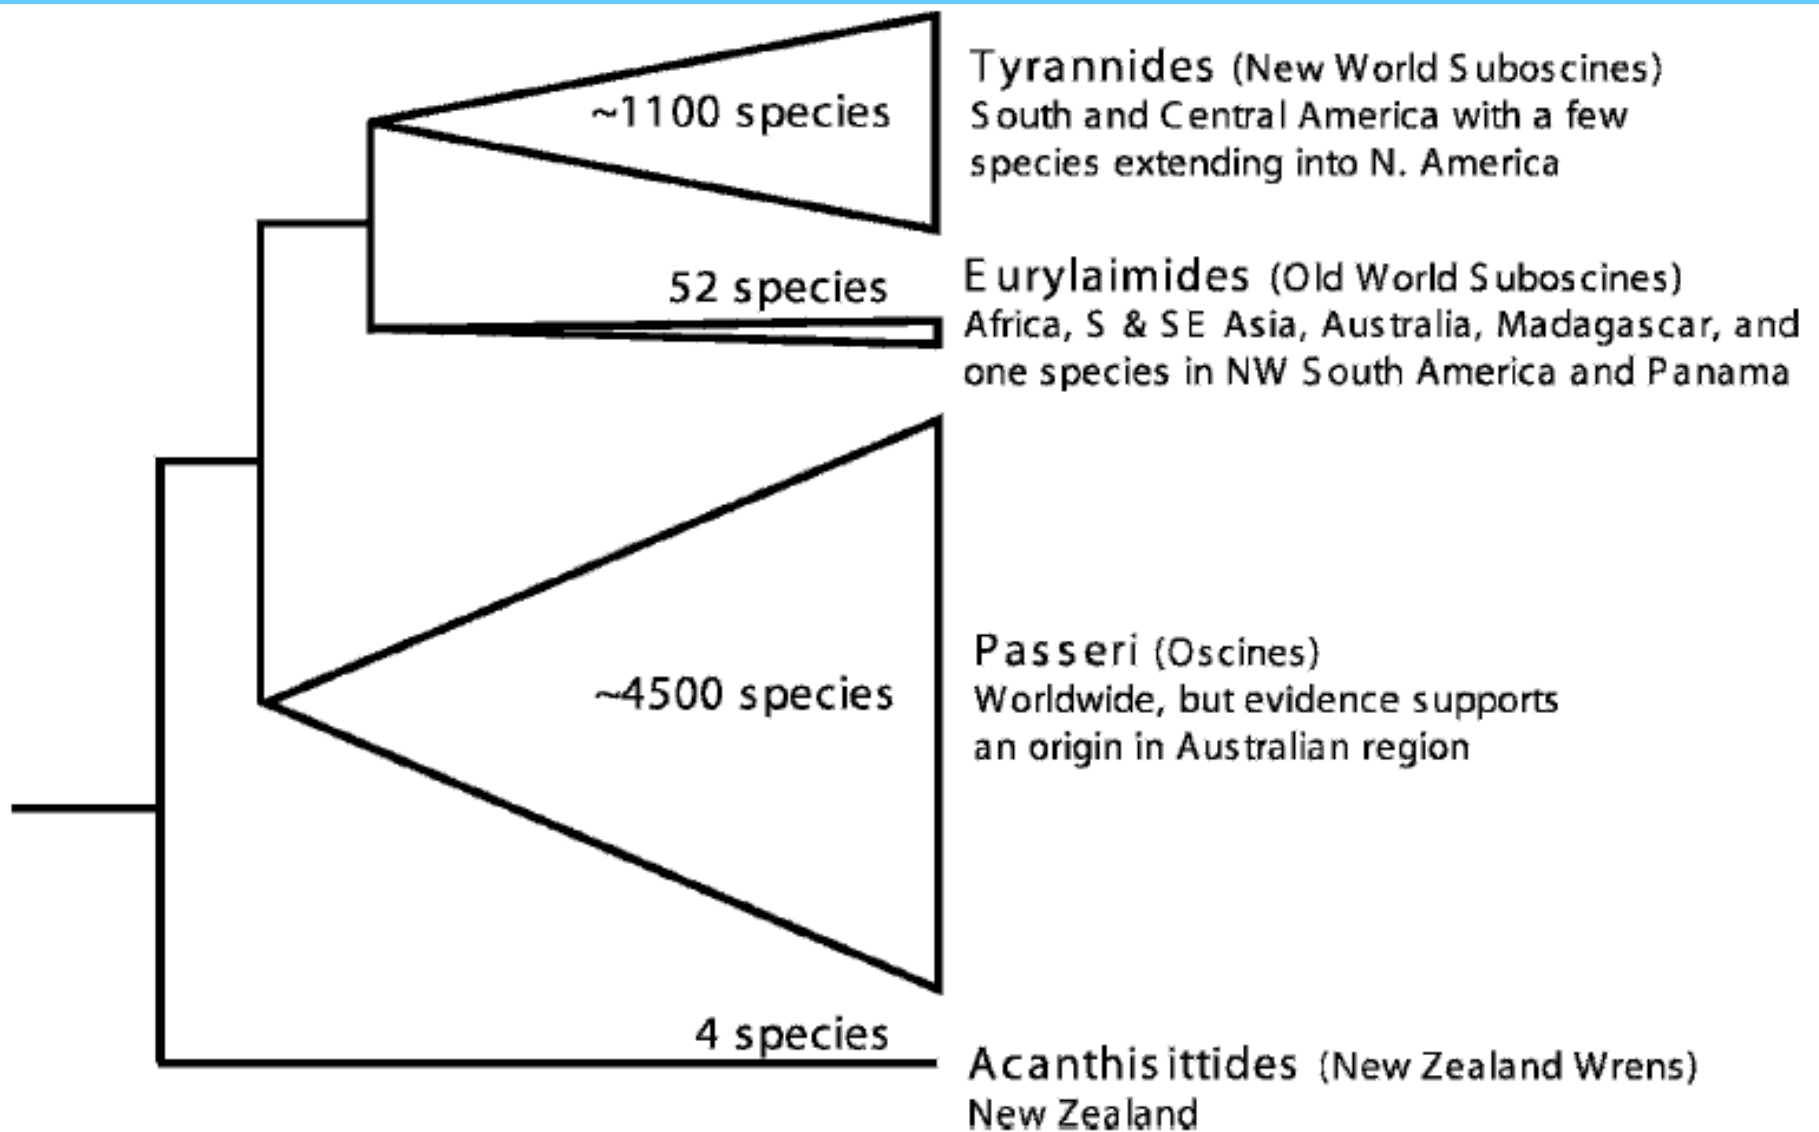 ~1100 species
Tyrannides (New World Suboscines)
South and Central America with a few
species extending into N. America
52 species
Eurylaimides (Old World Suboscines)
Africa, S & SE Asia, Australia, Madagascar, and
one species in NW South America and Panama
~4500 species
Passeri (Oscines)
Worldwide, but evidence supports
an origin in Australian region
4 species
Acanthisittides (New Zealand Wrens)
New Zealand